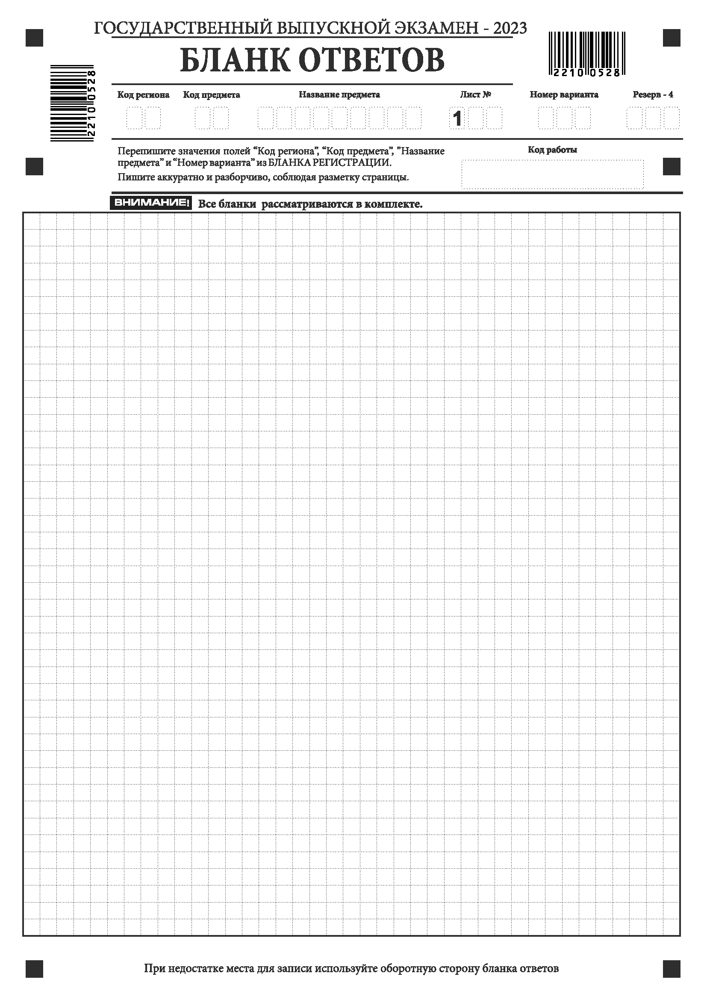 ГОСУДАРСТВЕННЫЙ ВЫПУСКНОЙ ЭКЗАМЕН - 2023
БЛАНК ОТВЕТОВ
2210 0528
2210 0528
Код региона Код предмета Название предмета Лист № Номер варианта Резерв - 4
1
Перепишите значения полей “Код региона”, “Код предмета”, ”Название
предмета” и “Номер варианта” из БЛАНКА РЕГИСТРАЦИИ.
Пишите аккуратно и разборчиво, соблюдая разметку страницы.
Код работы
ВНИМАНИЕ! Все бланки рассматриваются в комплекте.
При недостатке места для записи используйте оборотную сторону бланка ответов